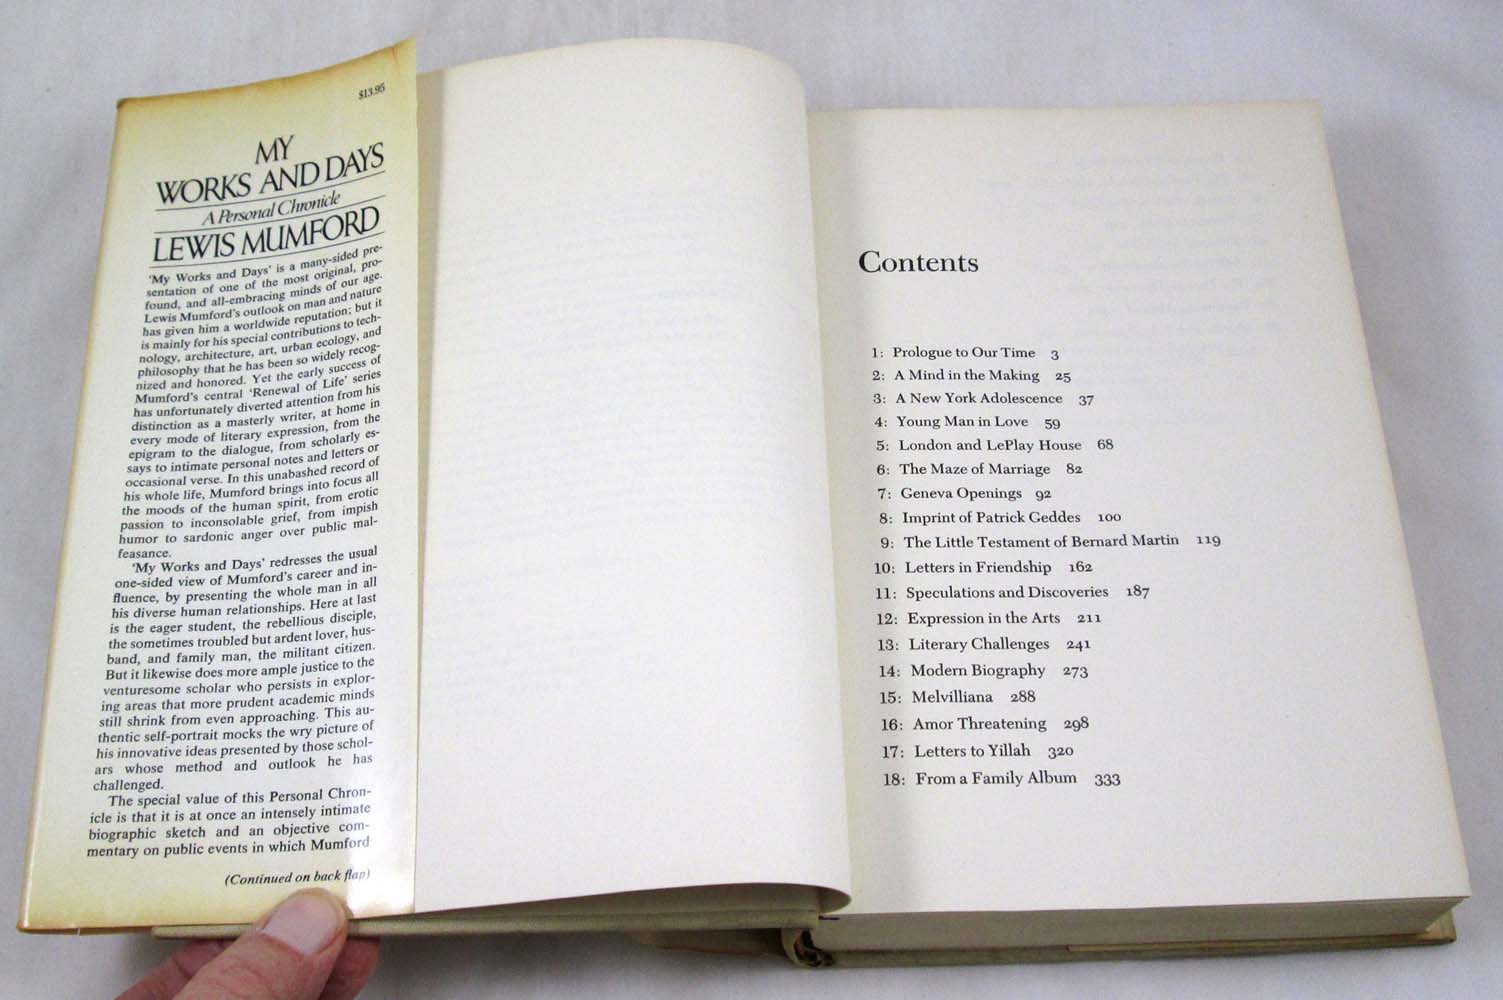 $13.95
MY
WORKS AND DAYS
A Personal Chronicle
LEWIS MUMFORD
'My Works and Days' is a many-sided pre-
sentation of one of the most original, pro-
found, and all-embracing minds of our age.
Lewis Mumford's outlook on man and nature
has given him a worldwide reputation; but it
is mainly for his special contributions to tech-
nology, architecture, art, urban ecology, and
philosophy that he has been so widely recog-
nized and honored. Yet the early success of
Mumford's central 'Renewal of Life' series
has unfortunately diverted attention from his
distinction as a masterly writer, at home in
every mode of literary expression, from the
epigram to the dialogue, from scholarly es-
says to intimate personal notes and letters or
occasional verse. In this unabashed record of
his whole life, Mumford brings into focus all
the moods of the human spirit, from erotic
passion to inconsolable grief, from impish
humor to sardonic anger over public mal-
feasance.
'My Works and Days' redresses the usual
one-sided view of Mumford's career and in-
fluence, by presenting the whole man in all
his diverse human relationships. Here at last
is the eager student, the rebellious disciple,
the sometimes troubled but ardent lover, hus-
band, and family man, the militant citizen.
But it likewise does more ample justice to the
venturesome scholar who persists in explor-
ing areas that more prudent academic minds
still shrink from even approaching. This au-
thentic self-portrait mocks the wry picture of
his innovative ideas presented by those schol-
ars whose method and outlook he has
challenged.
The special value of this Personal Chron-
icle is that it is at once an intensely intimate
biographic sketch and an objective com-
mentary on public events in which Mumford
(Continued on back flap)
Contents
1: Prologue to Our Time 3
2: A Mind in the Making 25
3: A New York Adolescence 37
4: Young Man in Love 59
5: London and LePlay House 68
6: The Maze of Marriage 82
7: Geneva Openings 92
8: Imprint of Patrick Geddes 100
9: The Little Testament of Bernard Martin 119
10: Letters in Friendship 162
11: Speculations and Discoveries 187
12: Expression in the Arts 211
13: Literary Challenges 241
14: Modern Biography 273
15: Melvilliana 288
16: Amor Threatening 298
17: Letters to Yillah 320
18: From a Family Album 333